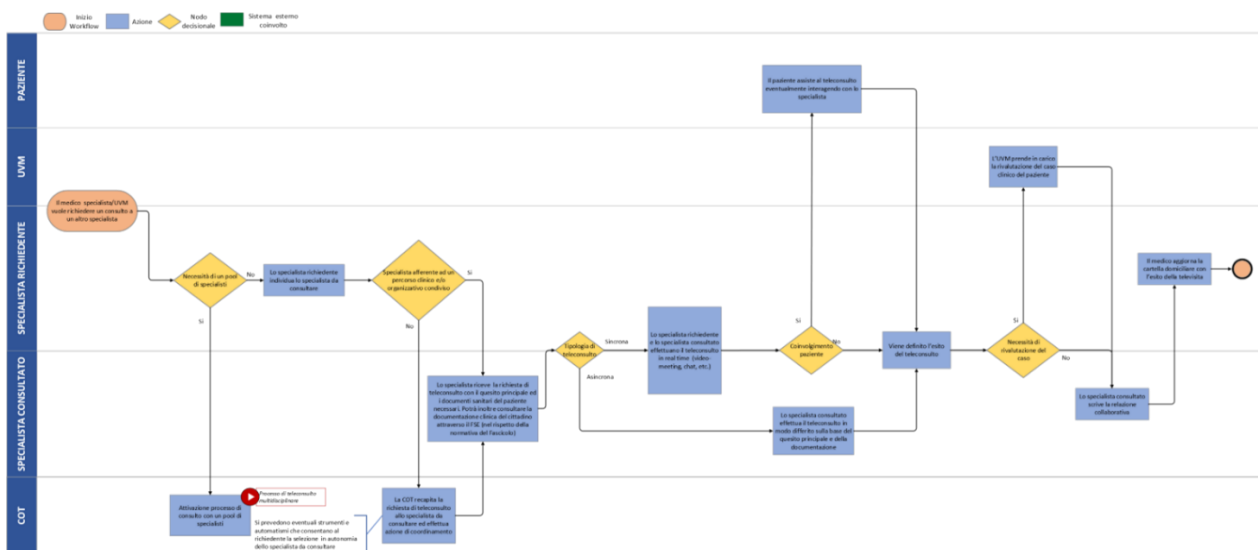 Inizio
Workflow
Azione
Nodo
decisionale
Sistema esterno
coinvolto
PAZIENTE
Il paziente assiste al teleconsulto
eventualmente interagendo con lo
specialista
UVM
L'UVM prende in carico
la rivalutazione del caso
clinico del paziente
Il medico specialista/UVM
vuole richiedere un consulto a
un altro specialista
SPECIALISTA RICHIEDENTE
Necessità di un pool
di specialisti
No
Si
Lo specialista richiedente
individua lo specialista da
consultare
Specialista afferente ad un
percorso clinico e/o
organizzativo condiviso
Si
No
Tipologia di
teleconsulto
Sincrona
Asincrona
Lo specialista richiedente
e lo specialista consultato
effettuano il teleconsulto
in real time (video-
meeting, chat, etc.)
Si
Coinvolgimento
paziente
No
Viene definito l'esito
del teleconsulto
Si
Necessità di
rivalutazione del
caso
No
Il medico aggiorna la
cartella domiciliare con
l'esito della televisita
SPECIALISTA CONSULTATO
Lo specialista riceve la richiesta di
teleconsulto con il quesito principale ed
i documenti sanitari del paziente
necessari. Potrà inoltre consultare la
documentazione clinica del cittadino
attraverso il FSE (nel rispetto della
normativa del Fascicolo)
Lo specialista consultato
effettua il teleconsulto in
modo differito sulla base del
quesito principale e della
documentazione
Lo specialista consultato
scrive la relazione
collaborativa
COT
Attivazione processo di
consulto con un pool di
specialisti
Processo di teleconsulto
multidisciplinare
Si prevedono eventuali strumenti e
automatismi che consentano al
richiedente la selezione in autonomia
dello specialista da consultare
La COT recapita la
richiesta di teleconsulto
allo specialista da
consultare ed effettua
azione di coordinamento